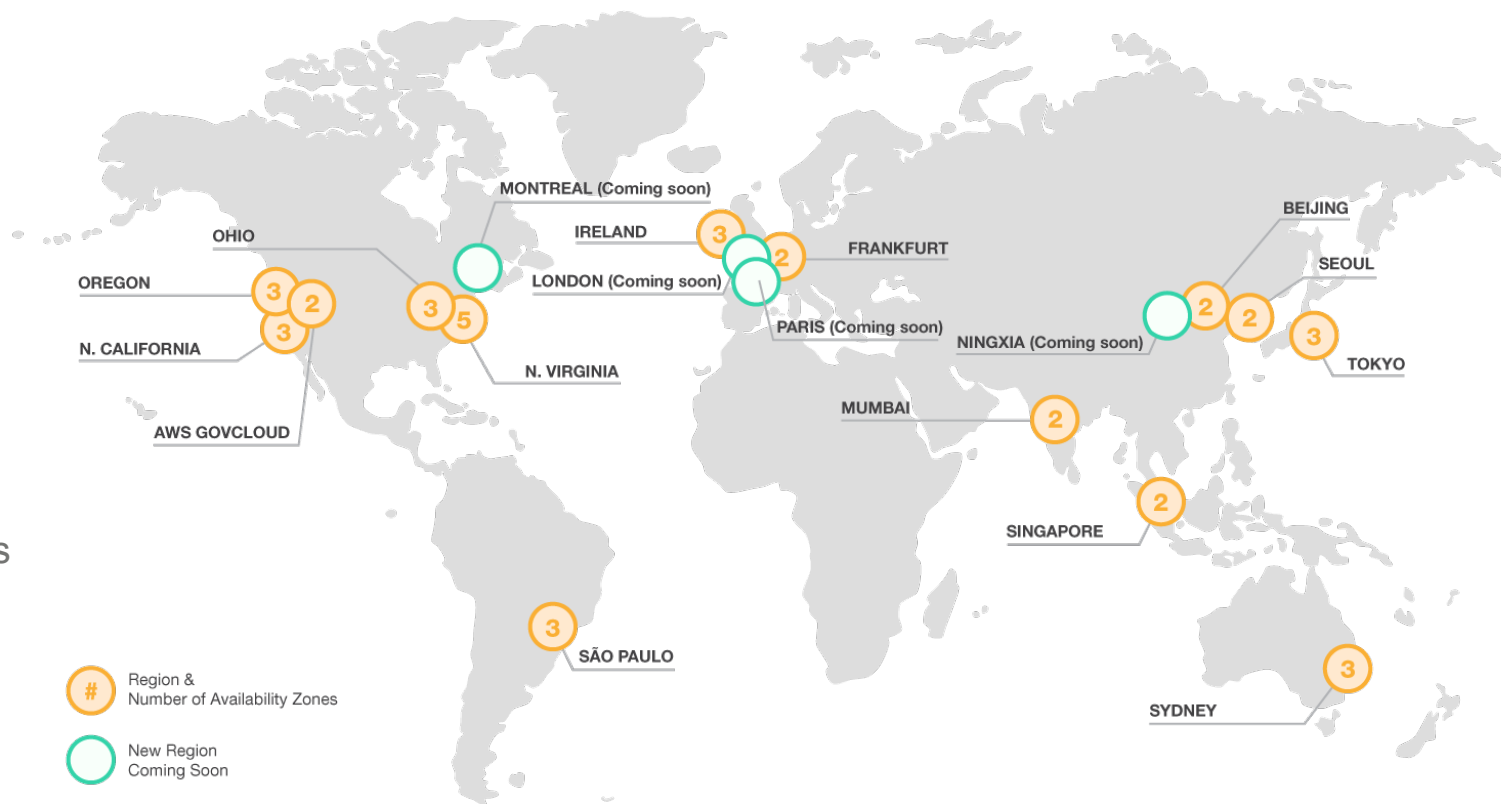 MONTREAL (Coming soon)
OHIO
OREGON
3
2
3
N. CALIFORNIA
AWS GOVCLOUD
3
5
N. VIRGINIA
IRELAND
3
2
FRANKFURT
LONDON (Coming soon)
PARIS (Coming soon)
BEIJING
SEOUL
2
2
3
NINGXIA (Coming soon)
TOKYO
MUMBAI
2
2
SINGAPORE
s
3
SÃO PAULO
3
SYDNEY
#
Region &
Number of Availability Zones
New Region
Coming Soon